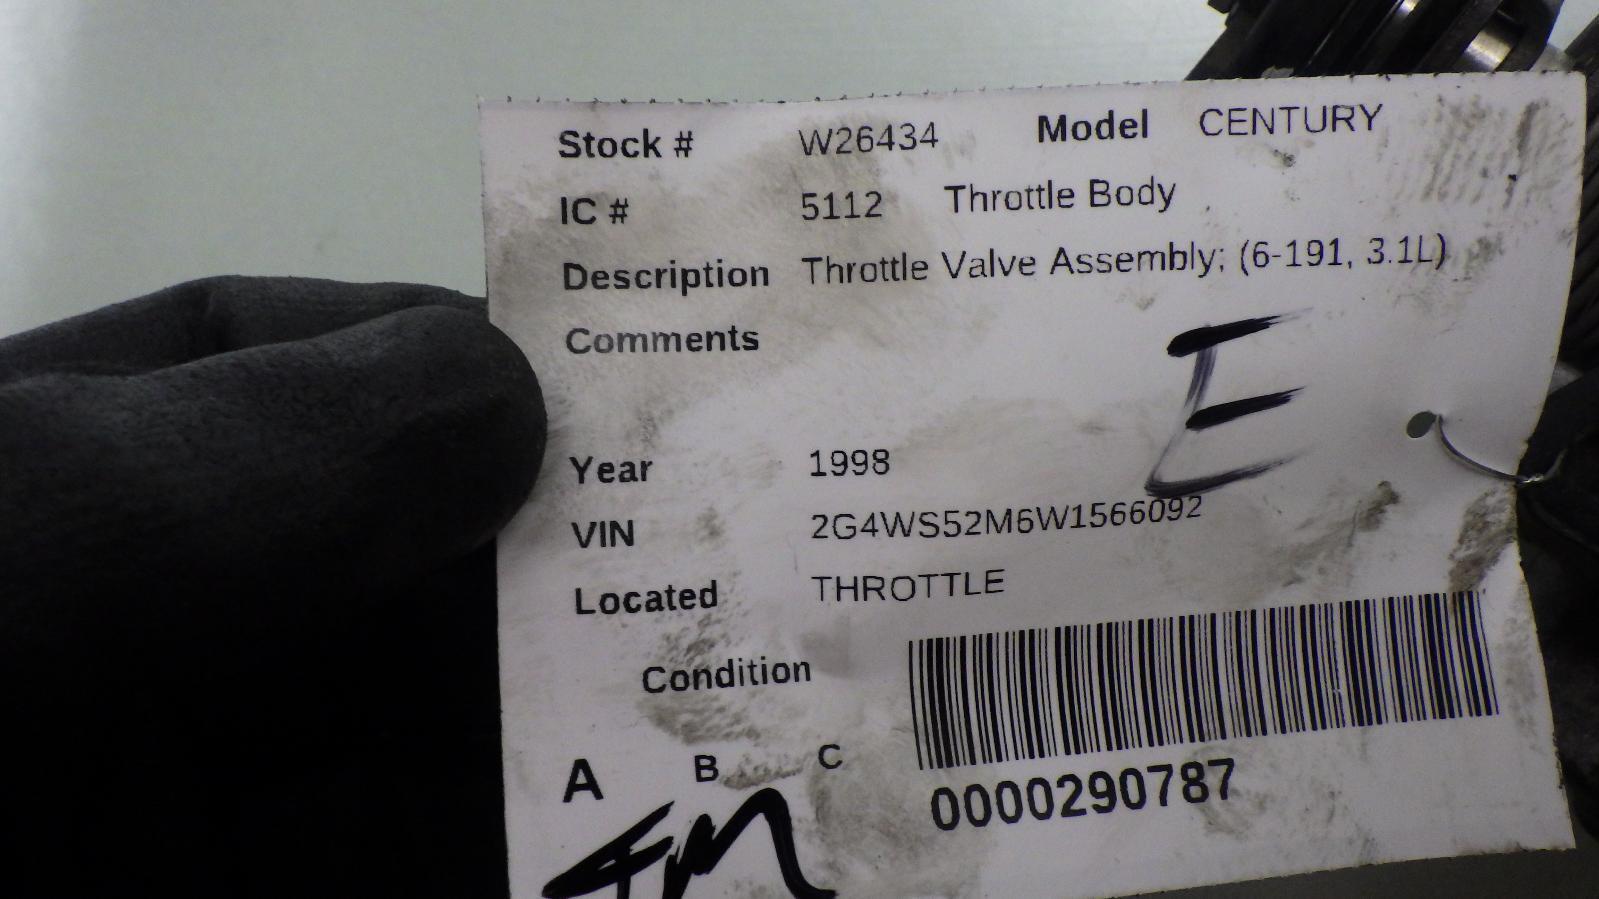 Stock # W26434 Model CENTURY
IC # 5112 Throttle Body
Description Throttle Valve Assembly; (6-191, 3.1L)
Comments
E
Year 1998
VIN 2G4WS52M6W1566092
Located THROTTLE
Condition
A B C
0000290787